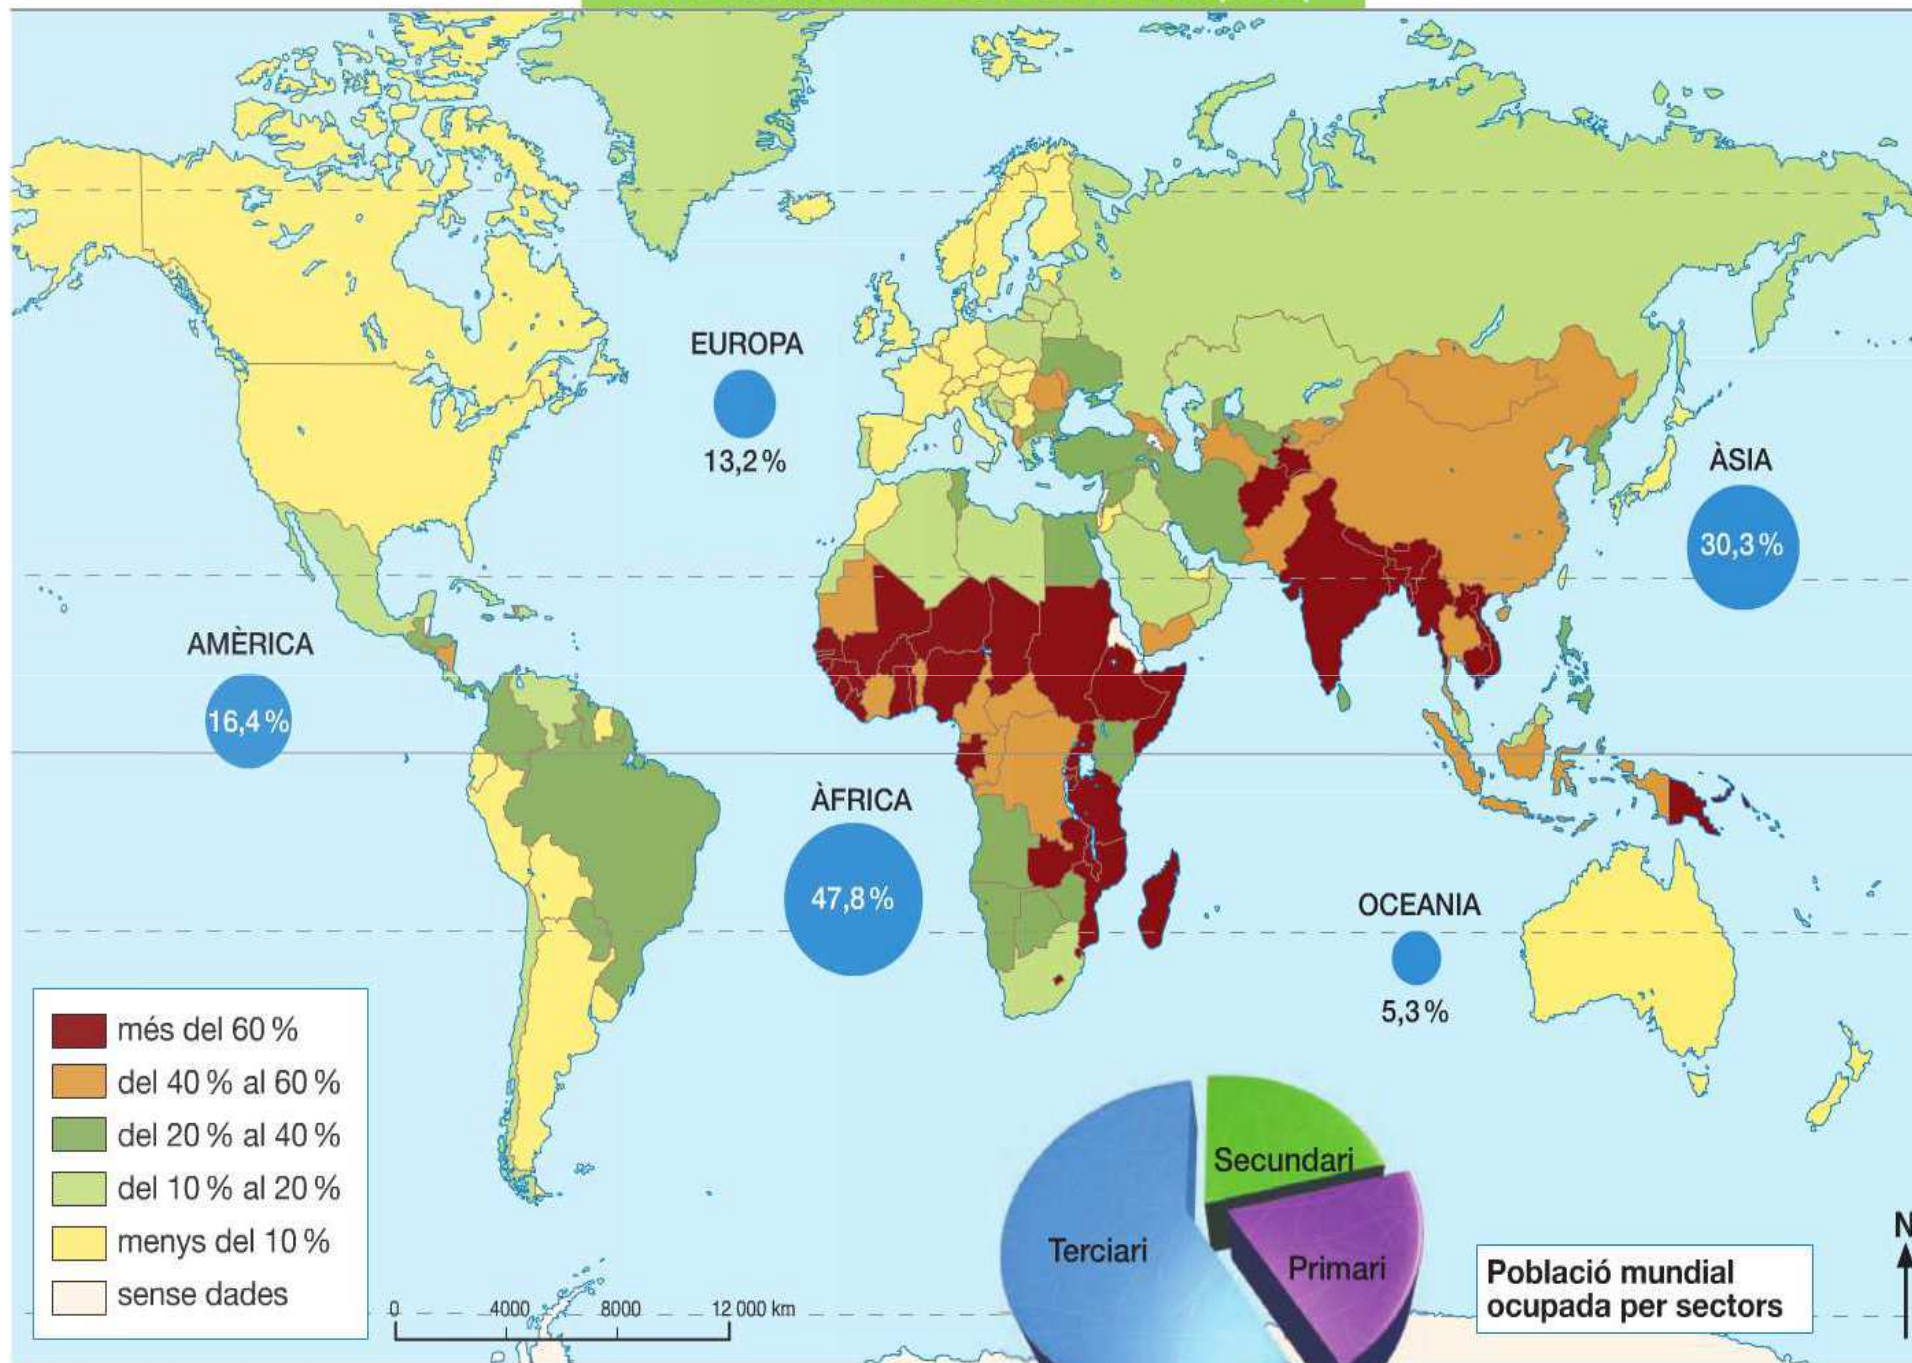 EUROPA
13,2 %
ÀSIA
30,3 %
AMÈRICA
16,4 %
ÀFRICA
47,8 %
OCEANIA
5,3 %
més del 60 %
del 40 % al 60 %
del 20 % al 40 %
del 10 % al 20 %
menys del 10 %
sense dades
0 4000 8000 12 000 km
Secundari
Terciari
Primari
Població mundial
ocupada per sectors
N